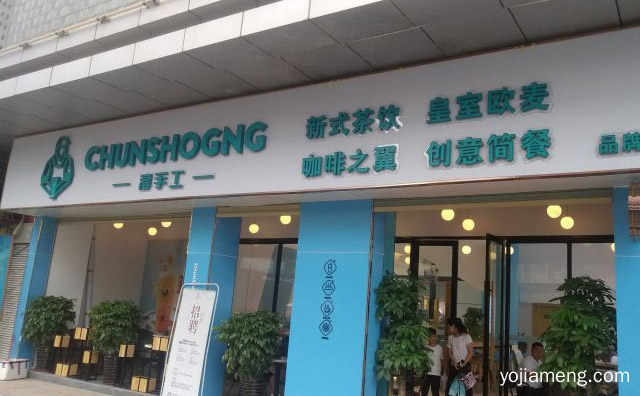 CHUNSHOGNG
手工
新式茶饮
皇室欧麦
咖啡之翼
创意简餐
品牌
招聘
yojiameng.com